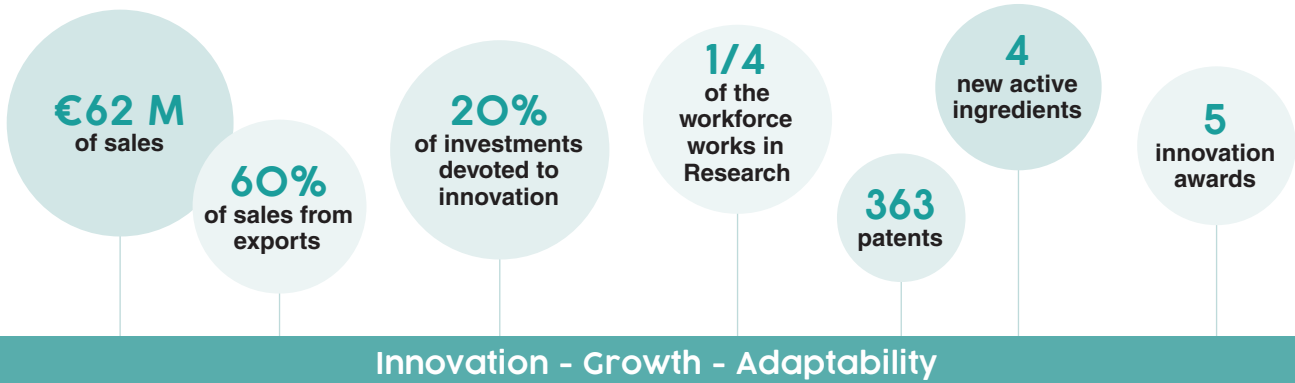 €62 M
of sales
60%
of sales from
exports
20%
of investments
devoted to
innovation
1/4
of the
workforce
works in
Research
363
patents
4
new active
ingredients
5
innovation
awards
Innovation - Growth - Adaptability